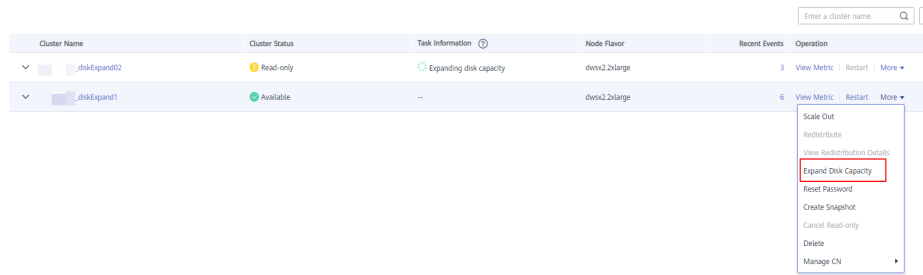 Enter a cluster name.
Cluster Name Cluster Status Task Information ? Node Flavor Recent Events Operation
_diskExpand02 ! Read-only Expanding disk capacity dwsx2.2xlarge 3 View Metric Restart More
_diskExpand1 Available -- dwsx2.2xlarge 6 View Metric Restart More
Scale Out
Redistribute
View Redistribution Details
Expand Disk Capacity
Reset Password
Create Snapshot
Cancel Read-only
Delete
Manage CN